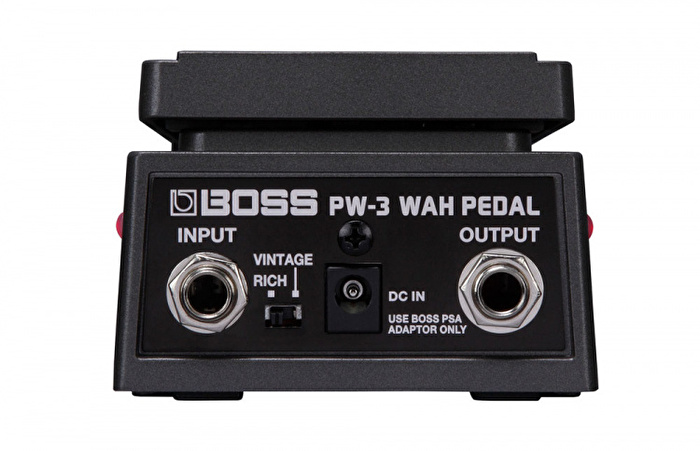 BOSS PW-3 WAH PEDAL
INPUT
OUTPUT
VINTAGE
RICH
DC IN
USE BOSS PSA
ADAPTOR ONLY